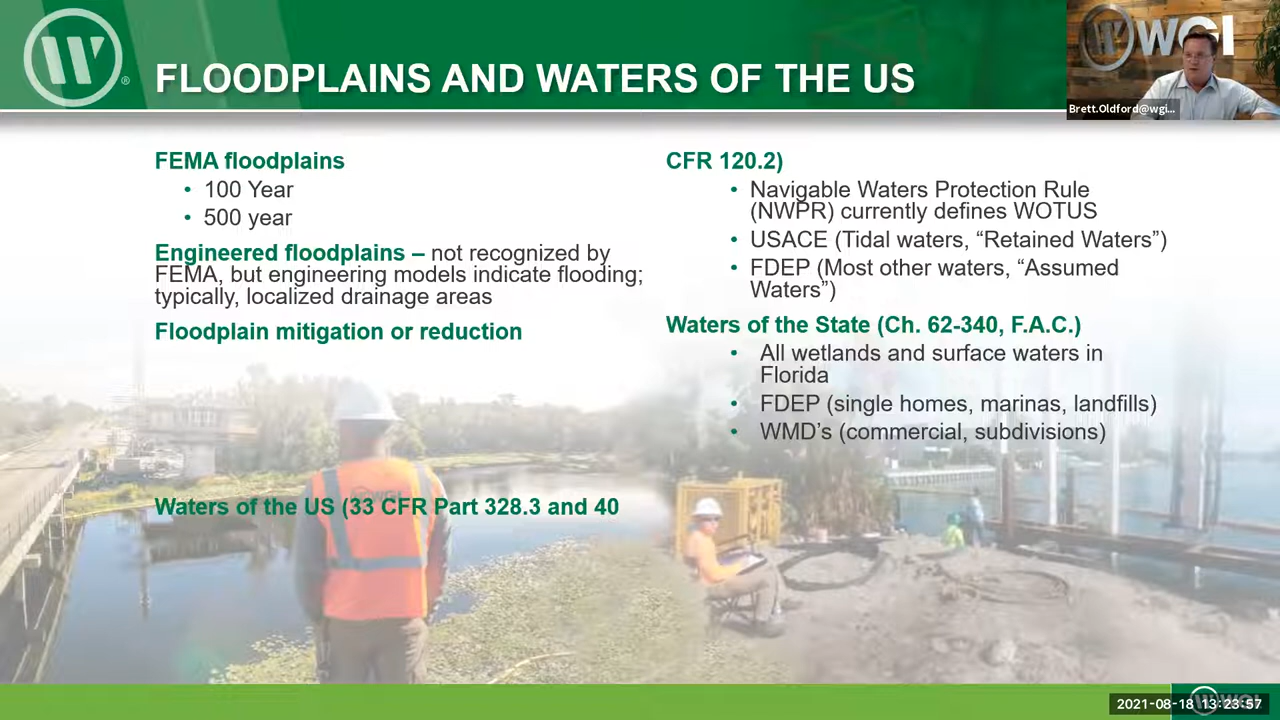 FLOODPLAINS AND WATERS OF THE US
WGI
Brett.Oldford@wgi...
FEMA floodplains
• 100 Year
• 500 year
Engineered floodplains – not recognized by
FEMA, but engineering models indicate flooding;
typically, localized drainage areas
Floodplain mitigation or reduction
Waters of the US (33 CFR Part 328.3 and 40
CFR 120.2)
• Navigable Waters Protection Rule
(NWPR) currently defines WOTUS
• USACE (Tidal waters, “Retained Waters”)
• FDEP (Most other waters, “Assumed
Waters”)
Waters of the State (Ch. 62-340, F.A.C.)
• All wetlands and surface waters in
Florida
• FDEP (single homes, marinas, landfills)
• WMD’s (commercial, subdivisions)
WGI
2021-08-18 13:23:57